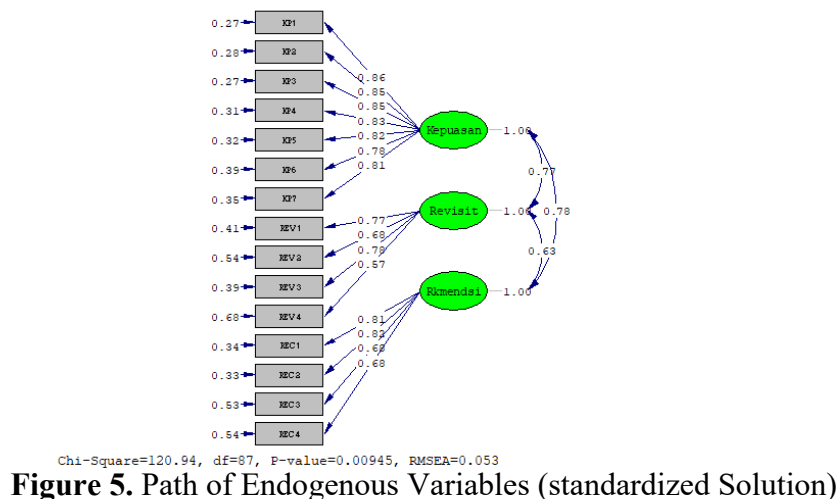 0.27 KP1
0.28 KP2
0.27 KP3
0.31 KP4
0.32 KP5
0.39 KP6
0.35 KP7
0.41 REV1
0.54 REV2
0.39 REV3
0.68 REV4
0.34 REC1
0.33 REC2
0.53 REC3
0.54 REC4
0.86
0.85
0.85
0.83
0.82
0.78
0.81
0.77
0.68
0.78
0.57
0.81
0.82
0.68
0.68
Kepuasan 1.00
Revisit 1.00
Rkmendsi 1.00
0.77
0.78
0.63
Chi-Square=120.94, df=87, P-value=0.00945, RMSEA=0.053
Figure 5. Path of Endogenous Variables (standardized Solution)